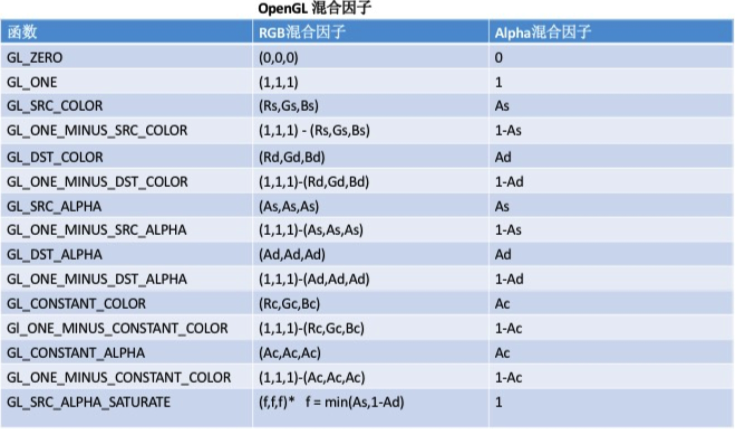 OpenGL 混合因子
函数 RGB混合因子 Alpha混合因子
GL_ZERO (0,0,0) 0
GL_ONE (1,1,1) 1
GL_SRC_COLOR (Rs,Gs,Bs) As
GL_ONE_MINUS_SRC_COLOR (1,1,1) - (Rs,Gs,Bs) 1-As
GL_DST_COLOR (Rd,Gd,Bd) Ad
GL_ONE_MINUS_DST_COLOR (1,1,1)-(Rd,Gd,Bd) 1-Ad
GL_SRC_ALPHA (As,As,As) As
GL_ONE_MINUS_SRC_ALPHA (1,1,1)-(As,As,As) 1-As
GL_DST_ALPHA (Ad,Ad,Ad) Ad
GL_ONE_MINUS_DST_ALPHA (1,1,1)-(Ad,Ad,Ad) 1-Ad
GL_CONSTANT_COLOR (Rc,Gc,Bc) Ac
Gl_ONE_MINUS_CONSTANT_COLOR (1,1,1)-(Rc,Gc,Bc) 1-Ac
GL_CONSTANT_ALPHA (Ac,Ac,Ac) Ac
GL_ONE_MINUS_CONSTANT_COLOR (1,1,1)-(Ac,Ac,Ac) 1-Ac
GL_SRC_ALPHA_SATURATE (f,f,f)* f = min(As,1-Ad) 1